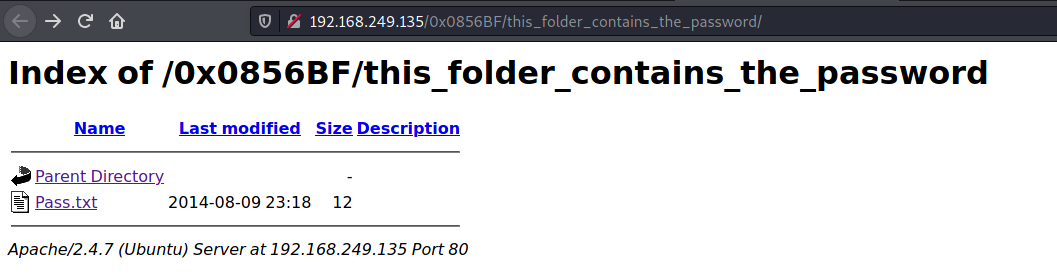 192.168.249.135/0x0856BF/this_folder_contains_the_password/
Index of /0x0856BF/this_folder_contains_the_password
Name Last modified Size Description
Parent Directory -
Pass.txt 2014-08-09 23:18 12
Apache/2.4.7 (Ubuntu) Server at 192.168.249.135 Port 80